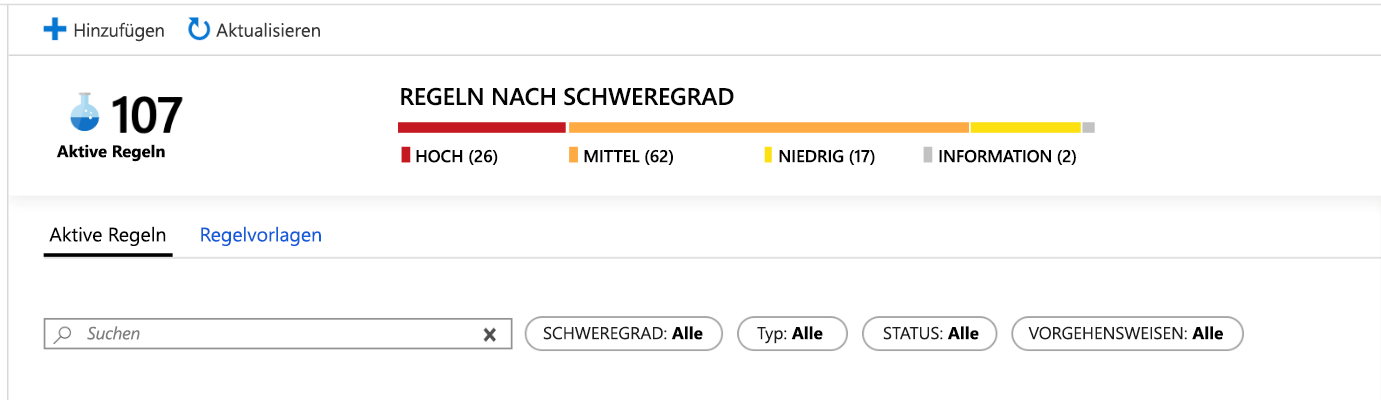 Hinzufügen Aktualisieren
107
Aktive Regeln
REGELN NACH SCHWEREGRAD
HOCH (26) MITTEL (62) NIEDRIG (17) INFORMATION (2)
Aktive Regeln Regelvorlagen
Suchen SCHWEREGRAD: Alle Typ: Alle STATUS: Alle VORGEHENSWEISEN: Alle